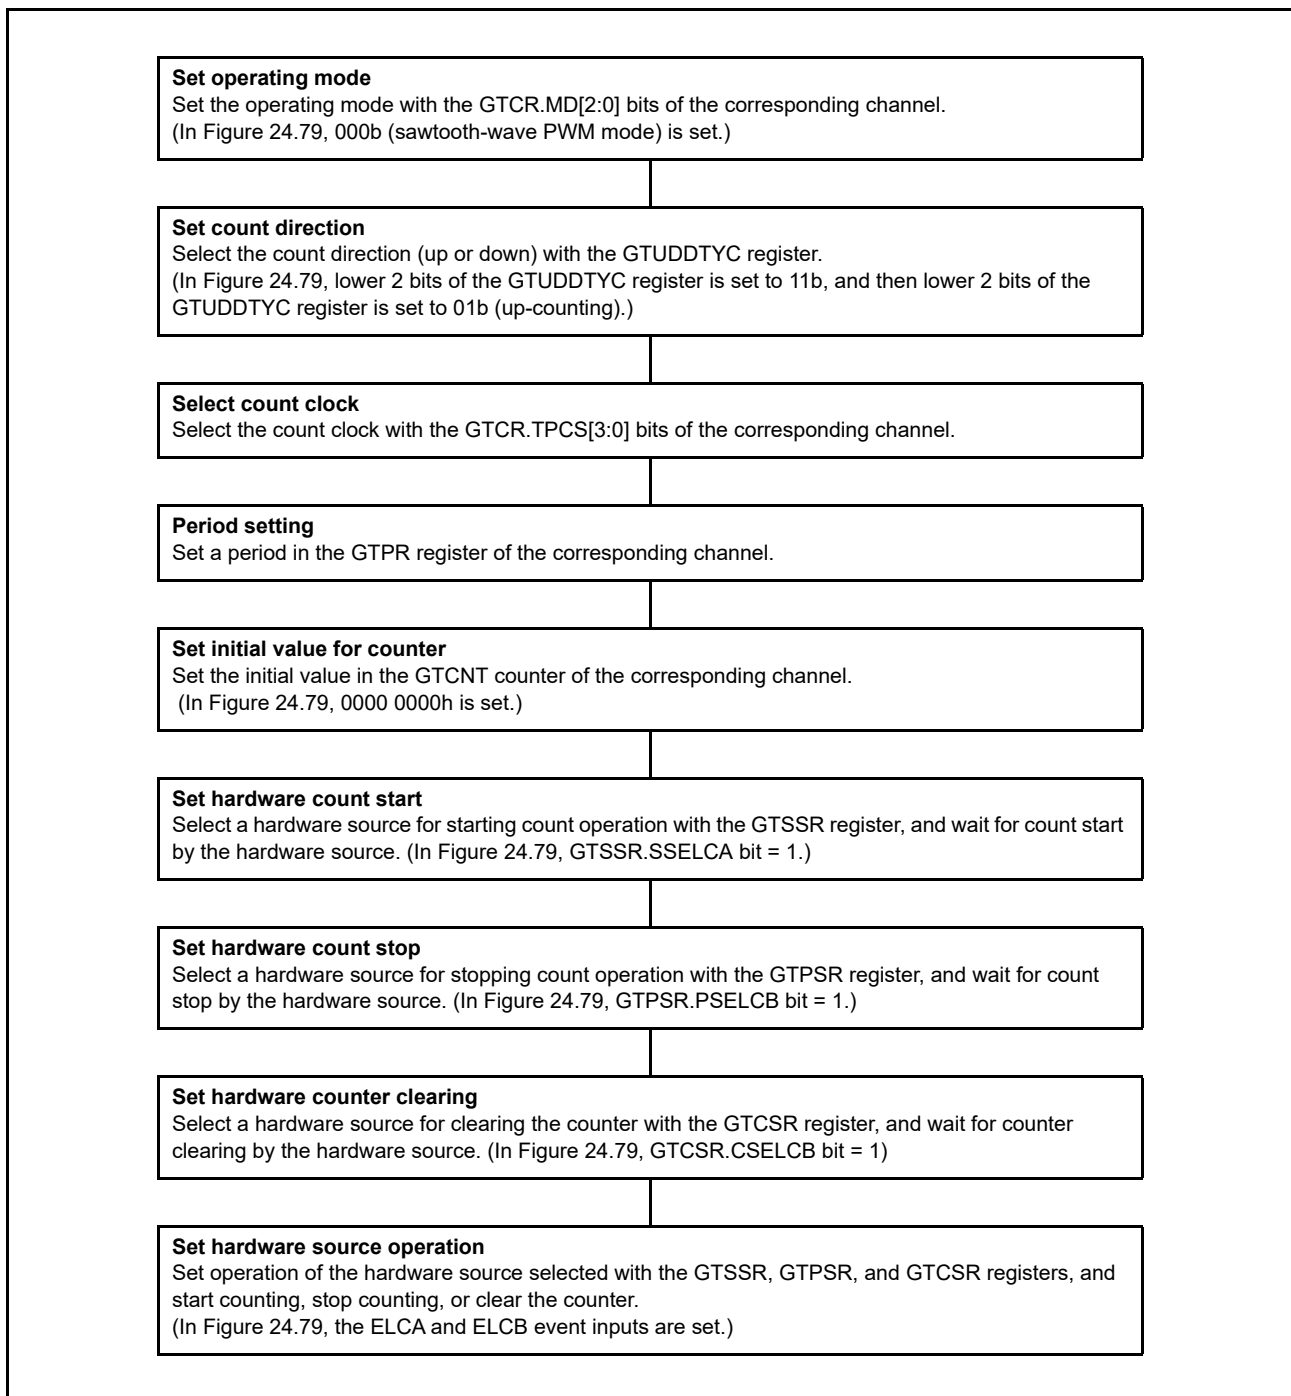 Set operating mode
Set the operating mode with the GTCR.MD[2:0] bits of the corresponding channel.
(In Figure 24.79, 000b (sawtooth-wave PWM mode) is set.)
Set count direction
Select the count direction (up or down) with the GTUDDTYC register.
(In Figure 24.79, lower 2 bits of the GTUDDTYC register is set to 11b, and then lower 2 bits of the
GTUDDTYC register is set to 01b (up-counting).)
Select count clock
Select the count clock with the GTCR.TPCS[3:0] bits of the corresponding channel.
Period setting
Set a period in the GTPR register of the corresponding channel.
Set initial value for counter
Set the initial value in the GTCNT counter of the corresponding channel.
(In Figure 24.79, 0000 0000h is set.)
Set hardware count start
Select a hardware source for starting count operation with the GTSSR register, and wait for count start
by the hardware source. (In Figure 24.79, GTSSR.SSELCA bit = 1.)
Set hardware count stop
Select a hardware source for stopping count operation with the GTPSR register, and wait for count
stop by the hardware source. (In Figure 24.79, GTPSR.PSELCB bit = 1.)
Set hardware counter clearing
Select a hardware source for clearing the counter with the GTCSR register, and wait for counter
clearing by the hardware source. (In Figure 24.79, GTCSR.CSELCB bit = 1)
Set hardware source operation
Set operation of the hardware source selected with the GTSSR, GTPSR, and GTCSR registers, and
start counting, stop counting, or clear the counter.
(In Figure 24.79, the ELCA and ELCB event inputs are set.)